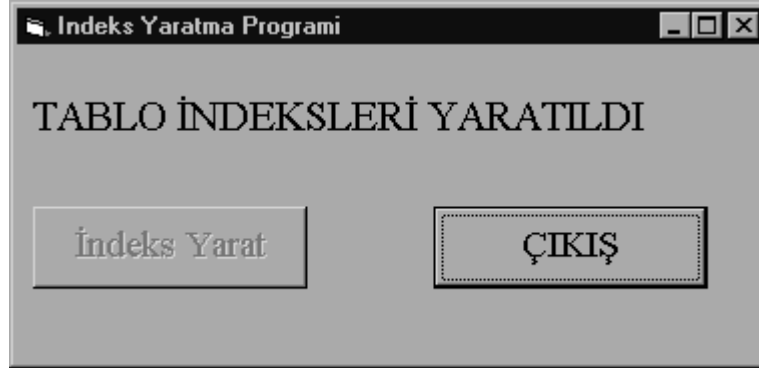 Indeks Yaratma Programi
TABLO İNDEKSLERİ YARATILDI
İndeks Yarat
ÇIKIŞ